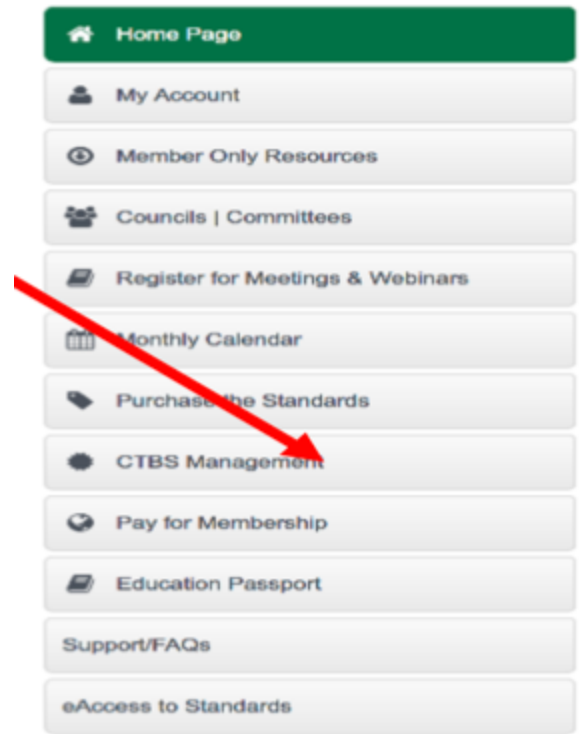 Home Page
My Account
Member Only Resources
Councils | Committees
Register for Meetings & Webinars
Monthly Calendar
Purchase the Standards
CTBS Management
Pay for Membership
Education Passport
Support/FAQs
eAccess to Standards